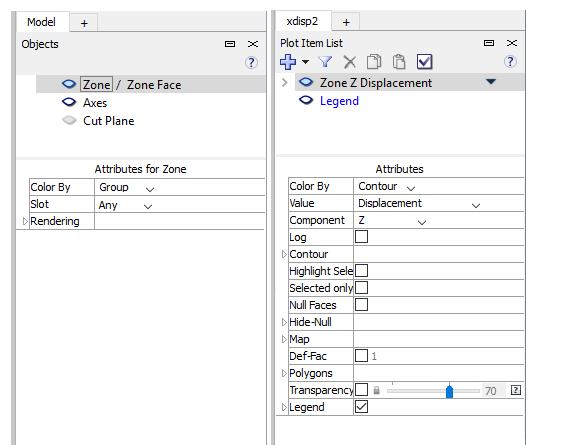 Model +
Objects
?
Zone / Zone Face
Axes
Cut Plane
Attributes for Zone
Color By Group
Slot Any
Rendering
xdisp2 +
Plot Item List
?
Zone Z Displacement
Legend
Attributes
Color By Contour
Value Displacement
Component Z
Log
Contour
Highlight Sele
Selected only
Null Faces
Hide-Null
Map
Def-Fac 1
Polygons
Transparency 70 ?
Legend